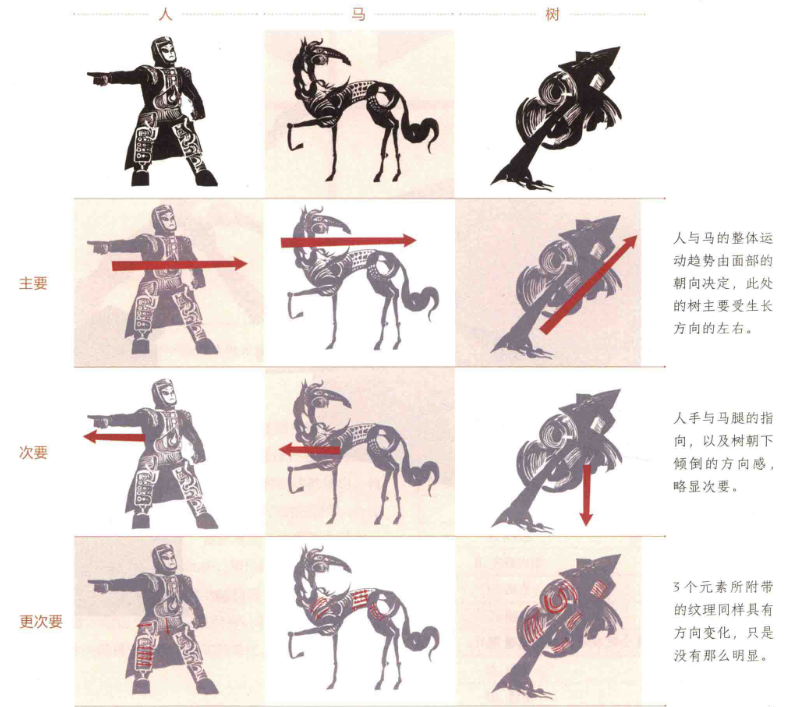 人
马
树
主要
人与马的整体运
动趋势由面部的
朝向决定，此处
的树主要受生长
方向的左右。
次要
人手与马腿的指
向，以及树朝下
倾倒的方向感，
略显次要。
更次要
3个元素所附带
的纹理同样具有
方向变化，只是
没有那么明显。